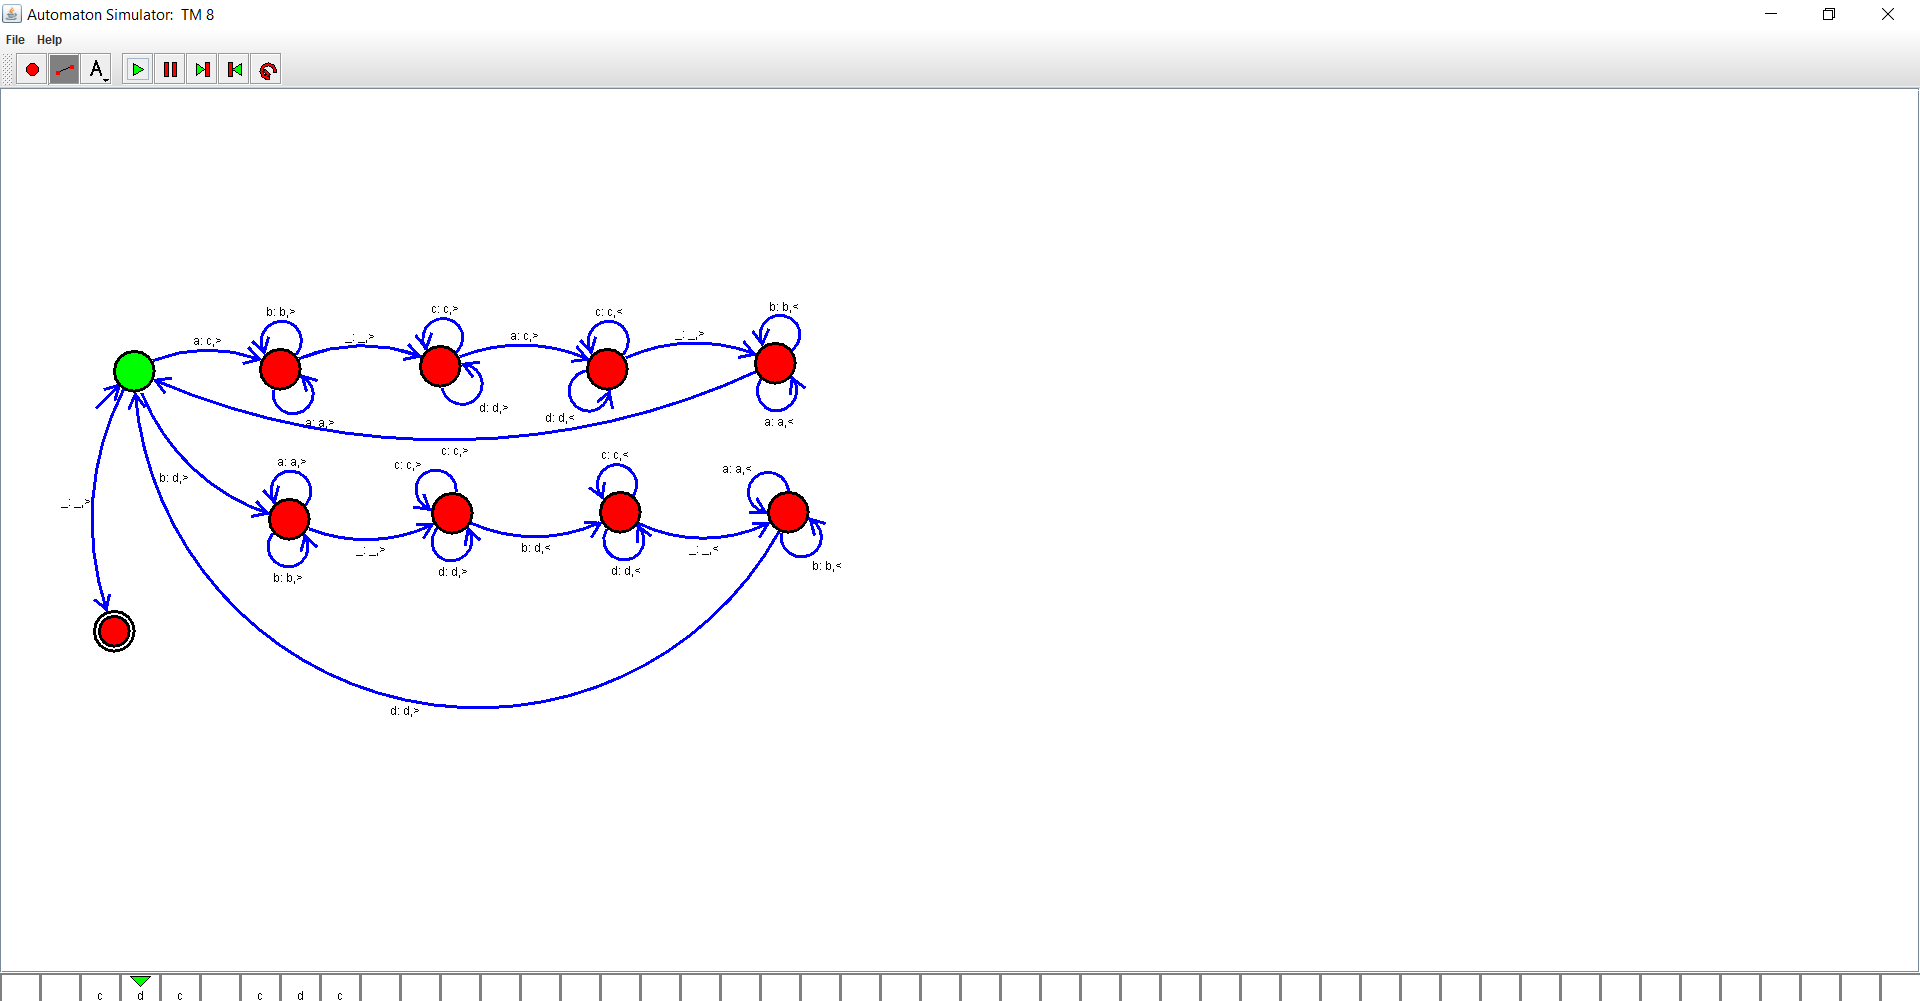 Automaton Simulator: TM 8
File Help
A
b: b,>
c: c,>
c: c,<
b: b,<
a: c,>
_: _,>
a: c,>
_: _,>
d: d,>
d: d,<
a: a,>
a: a,<
c: c,>
a: a,>
c: c,>
c: c,<
a: a,<
b: d,>
_: _,>
_: _,>
b: d,<
_: _,<
b: b,>
d: d,>
d: d,<
b: b,<
d: d,>
c d c c d c